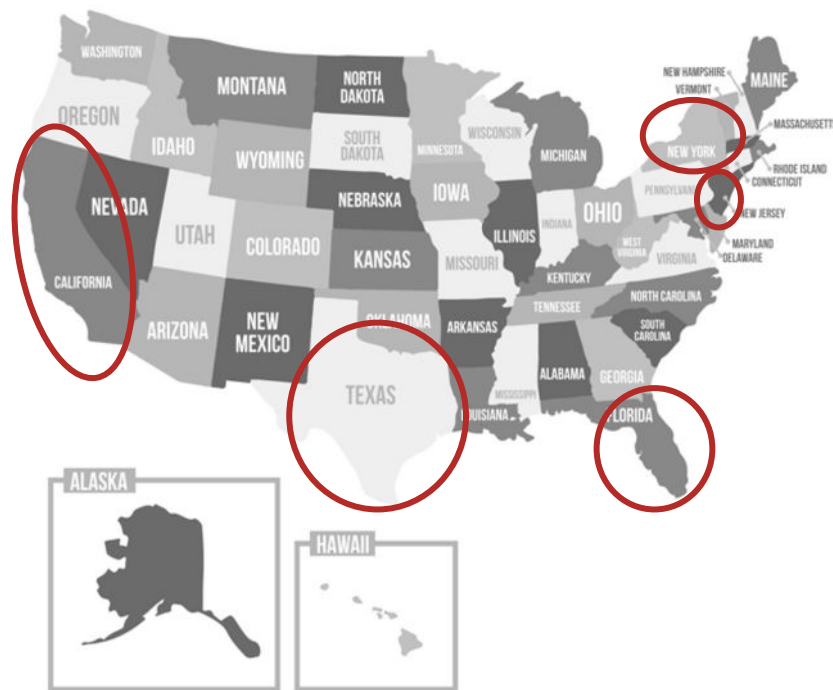 WASHINGTON
OREGON
CALIFORNIA
NEVADA
IDAHO
MONTANA
WYOMING
UTAH
COLORADO
ARIZONA
NEW
MEXICO
NORTH
DAKOTA
SOUTH
DAKOTA
NEBRASKA
KANSAS
OKLAHOMA
TEXAS
MINNESOTA
IOWA
MISSOURI
ARKANSAS
LOUISIANA
WISCONSIN
ILLINOIS
MICHIGAN
INDIANA
OHIO
KENTUCKY
TENNESSEE
MISSISSIPPI
ALABAMA
GEORGIA
FLORIDA
SOUTH
CAROLINA
NORTH CAROLINA
VIRGINIA
WEST
VIRGINIA
PENNSYLVANI
NEW YORK
NEW HAMPSHIRE
VERMONT
MAINE
MASSACHUSETT
RHODE ISLAND
CONNECTICUT
NEW JERSEY
MARYLAND
DELAWARE
ALASKA
HAWAII